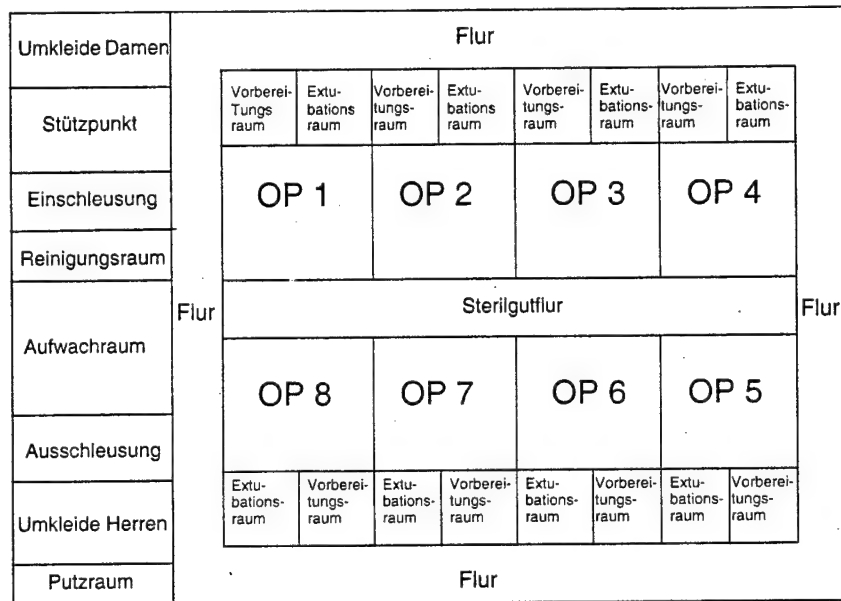 Umkleide Damen
Stützpunkt
Einschleusung
Reinigungsraum
Aufwachraum
Ausschleusung
Umkleide Herren
Putzraum
Flur
Flur
Vorberei-
Tungs
raum
Extu-
bations
raum
Vorberei-
tungs-
raum
Extu-
bations
raum
Vorberei-
tungs-
raum
Extu-
bations-
raum
Vorberei-
tungs-
raum
Extu-
bations-
raum
OP 1
OP 2
OP 3
OP 4
Sterilgutflur
Flur
OP 8
OP 7
OP 6
OP 5
Extu-
bations-
raum
Vorberei-
tungs-
raum
Extu-
bations-
raum
Vorberei-
tungs-
raum
Extu-
bations-
raum
Vorberei-
tungs-
raum
Extu-
bations-
raum
Vorberei-
tungs-
raum
Flur